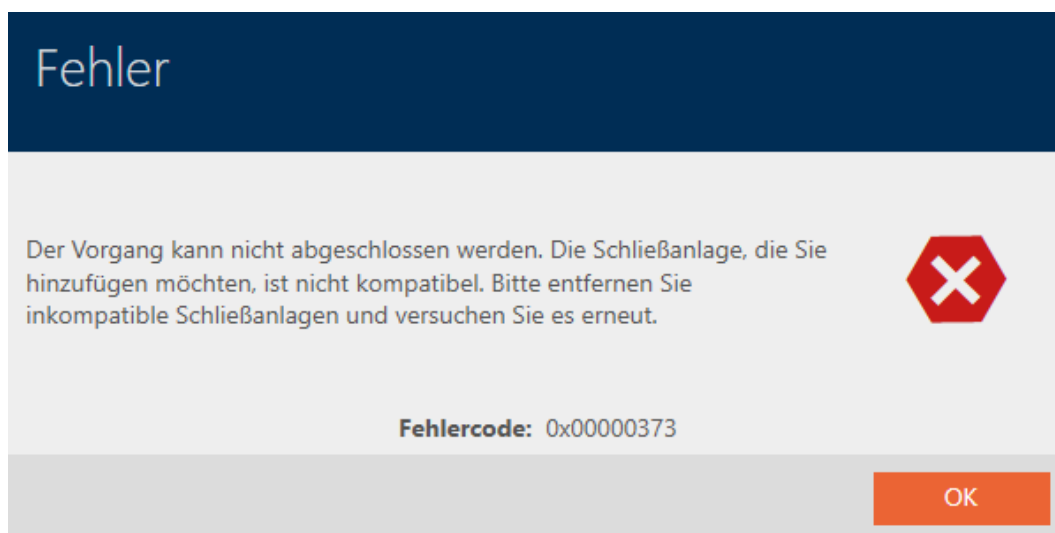 Fehler
Der Vorgang kann nicht abgeschlossen werden. Die Schließanlage, die Sie
hinzufügen möchten, ist nicht kompatibel. Bitte entfernen Sie
inkompatible Schließanlagen und versuchen Sie es erneut.
Fehlercode: 0x00000373
OK